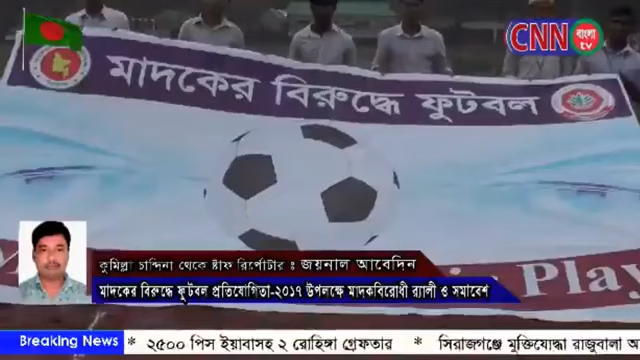 CNN বাংলা TV
মাদকের বিরুদ্ধে ফুটবল
Play
কুমিল্লা চান্দিনা থেকে ষ্টাফ রির্পোটার : জয়নাল আবেদিন
মাদকের বিরুদ্ধে ফুটবল প্রতিযোগিতা-২০১৭ উপলক্ষে মাদকবিরোধী র‍্যালী ও সমাবেশ
Breaking News * ২৫০০ পিস ইয়াবাসহ ২ রোহিঙ্গা গ্রেফতার * সিরাজগঞ্জে মুক্তিযোদ্ধা রাজুবালা